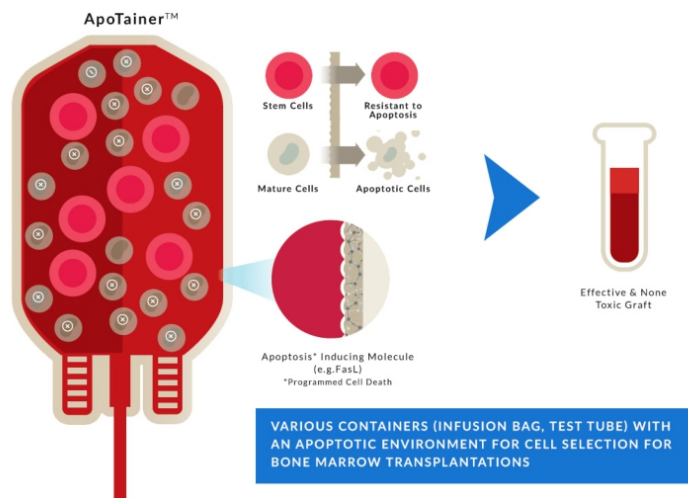 ApoTainer™
Stem Cells
Resistant to
Apoptosis
Mature Cells
Apoptotic Cells
Apoptosis* Inducing Molecule
(e.g.FasL)
*Programmed Cell Death
Effective & None
Toxic Graft
VARIOUS CONTAINERS (INFUSION BAG, TEST TUBE) WITH
AN APOPTOTIC ENVIRONMENT FOR CELL SELECTION FOR
BONE MARROW TRANSPLANTATIONS